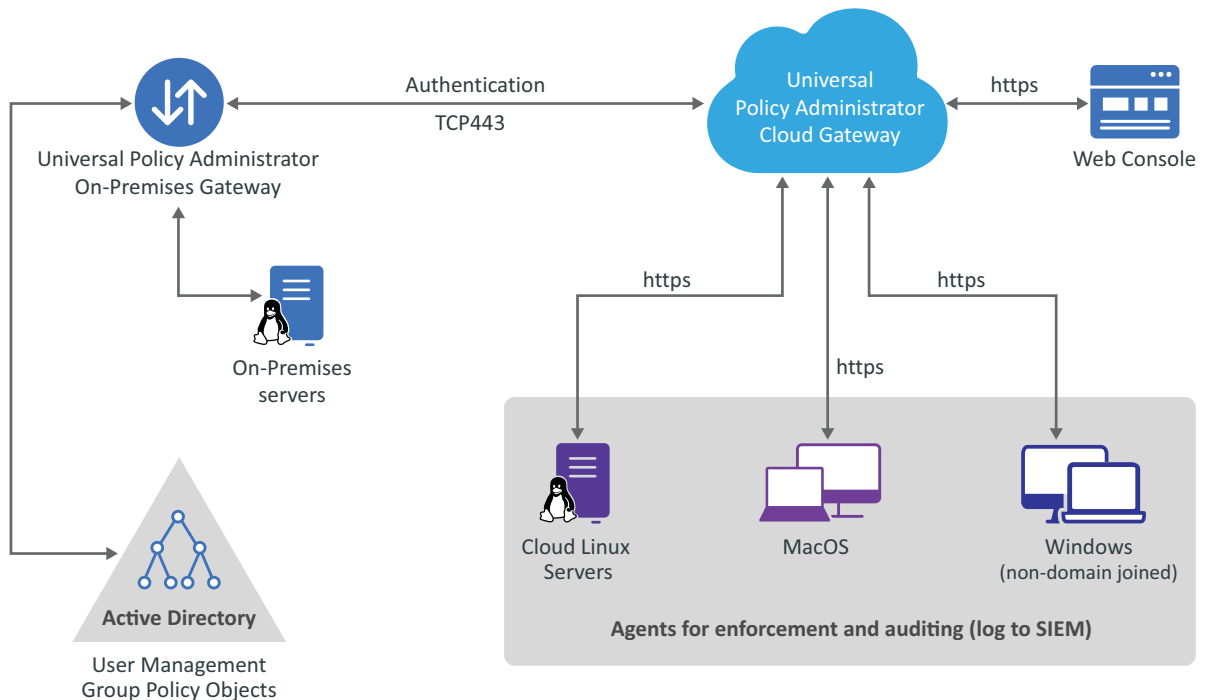 Authentication
TCP443
Universal
Policy Administrator
Cloud Gateway
https
Web Console
Universal Policy Administrator
On-Premises Gateway
https
https
https
On-Premises
servers
Cloud Linux
Servers
MacOS
Windows
(non-domain joined)
Agents for enforcement and auditing (log to SIEM)
Active Directory
User Management
Group Policy Objects